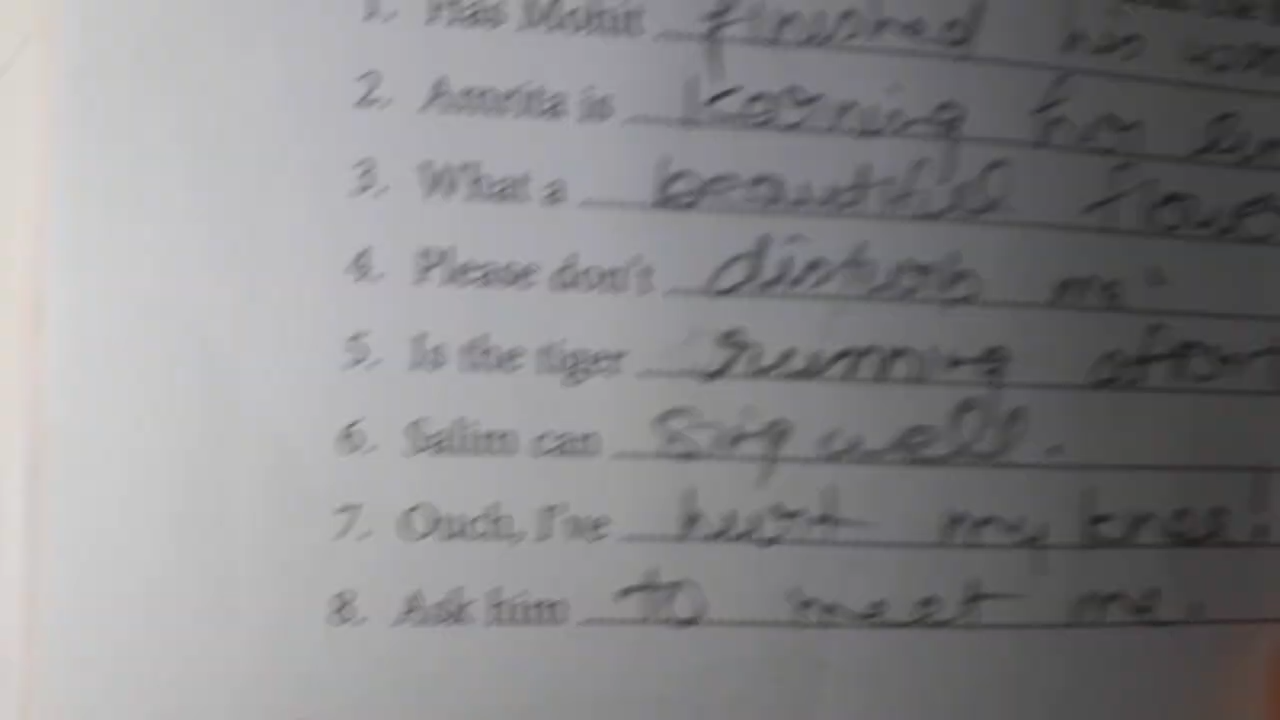 1. Has Mohit finished his
2. Amrita is learning for
3. What a beautiful
4. Please don't disturb me.
5. Is the tiger running
6. Salim can sing well.
7. Ouch, I've hurt my knee!
8. Ask him to meet me.